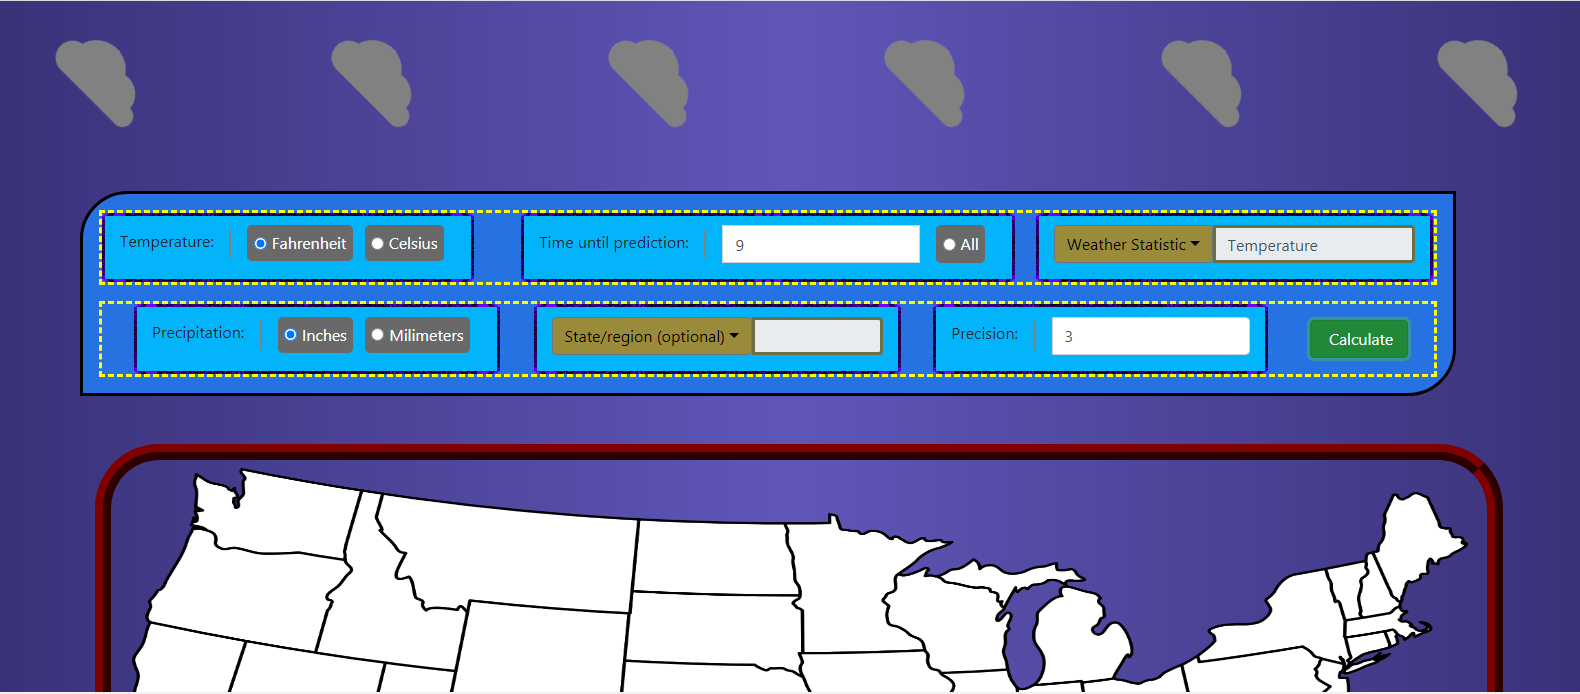 Temperature: Fahrenheit Celsius Time until prediction: 9 All Weather Statistic Temperature
Precipitation: Inches Milimeters State/region (optional) Precision: 3 Calculate